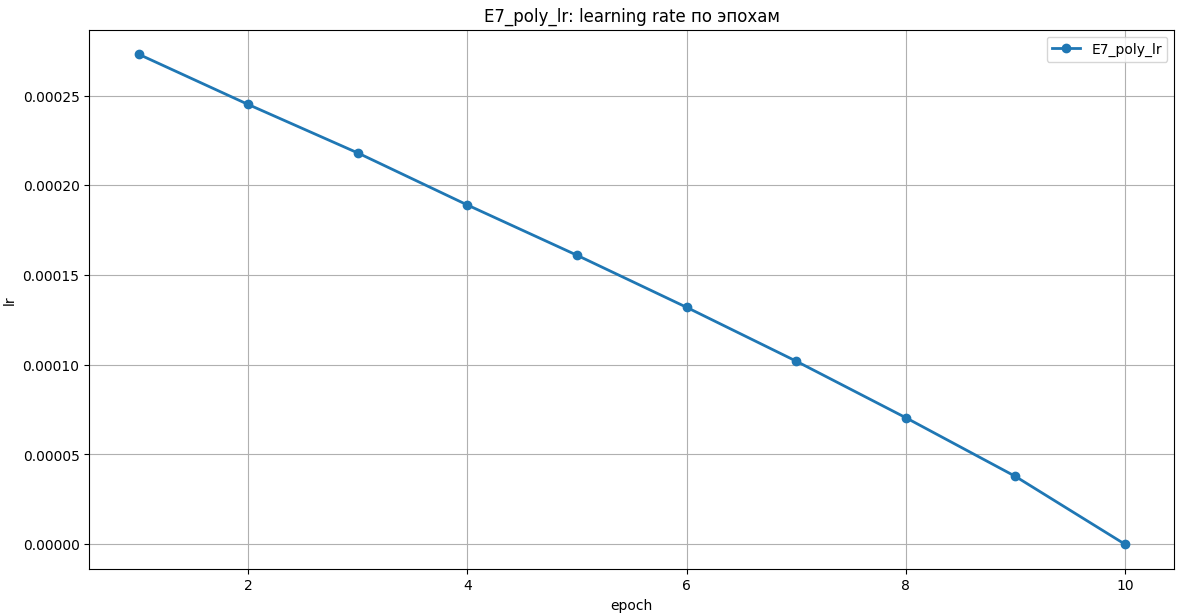 E7_poly_lr: learning rate по эпохам
E7_poly_lr
0.00025
0.00020
0.00015
0.00010
0.00005
0.00000
lr
2 4 6 8 10
epoch